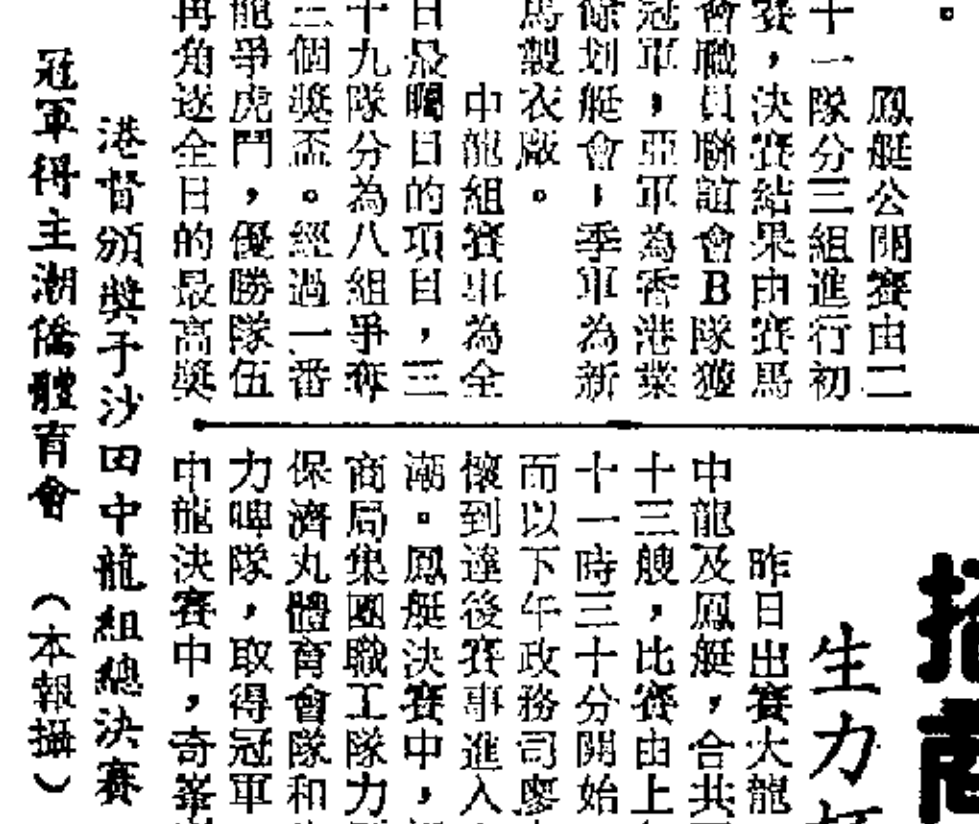 。
鳳艇公開賽由二
十一隊分三組進行初
賽，決賽結果由賽馬
會職員聯誼會B隊獲
冠軍，亞軍為香港業
餘划艇會，季軍為新
馬製衣廠。
中龍組賽事為全
日最矚目的項目，三
十九隊分為八組爭奪
三個獎盃。經過一番
龍爭虎鬥，優勝隊伍
再角逐全日的最高獎
港督頒獎予沙田中龍組總決賽
冠軍得主潮僑體育會（本報攝）
招商
生力
昨日出賽大龍
中龍及鳳艇，合共
十三艘，比賽由上
十一時三十分開始
而以下午政務司廖
懷到達後賽事進入
潮。鳳艇決賽中，
商局集團職工隊力
保濟丸體育會隊和
力啤隊，取得冠軍
中龍決賽中，奇峯